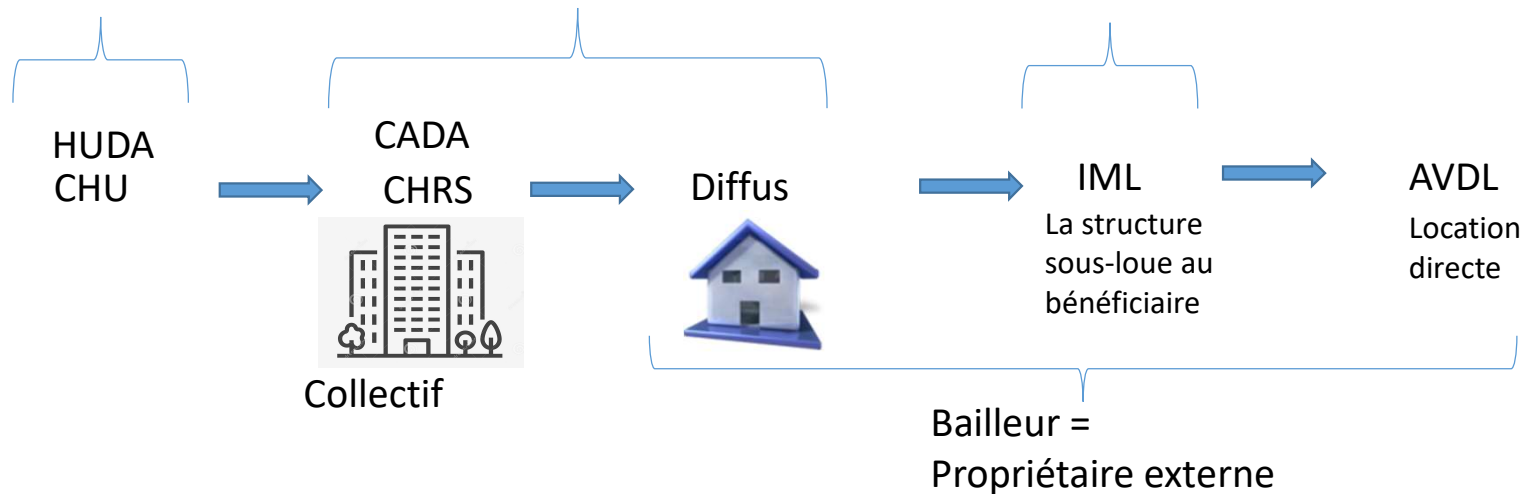 HUDA
CHU
CADA
CHRS
Collectif
Diffus
IML
La structure
sous-loue au
bénéficiaire
AVDL
Location
directe
Bailleur =
Propriétaire externe